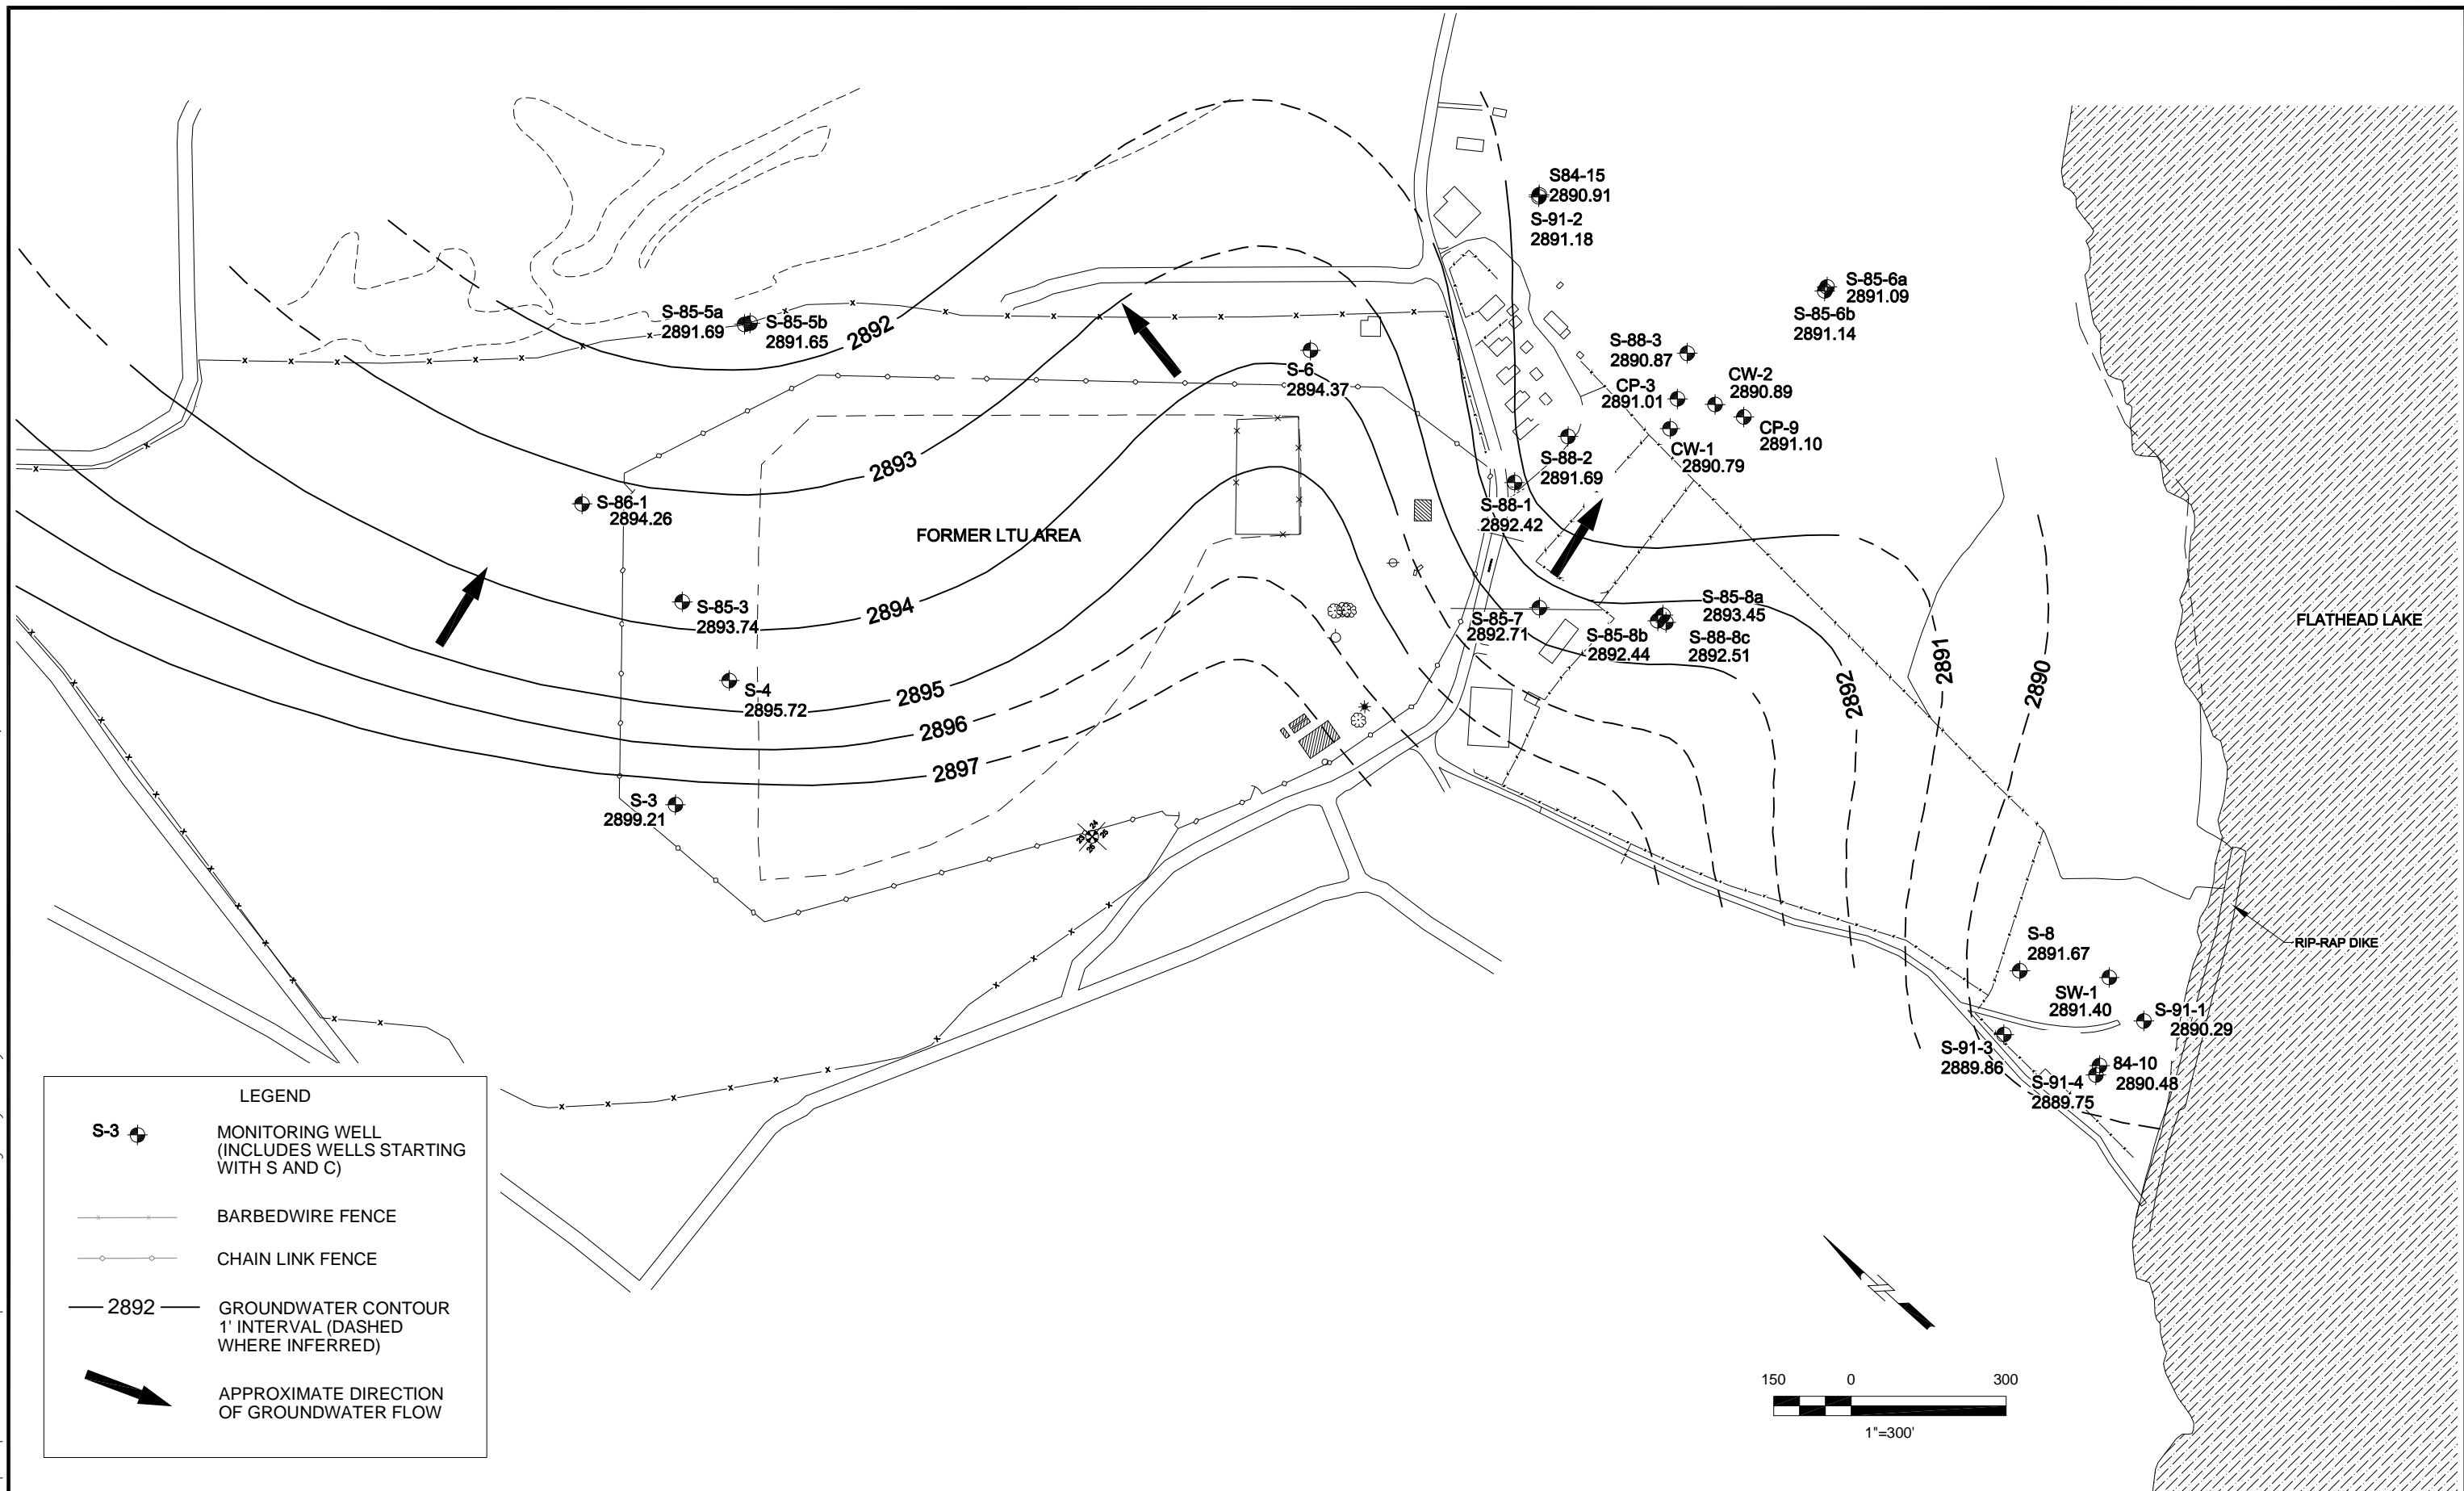 S84-15
2890.91
S-91-2
2891.18
S-85-6a
2891.09
S-85-6b
2891.14
S-85-5a
2891.69
S-85-5b
2891.65
2892
S-88-3
2890.87
CP-3
2891.01
CW-2
2890.89
CP-9
2891.10
CW-1
2890.79
S-6
2894.37
S-88-2
2891.69
2893
S-88-1
2892.42
S-86-1
2894.26
FORMER LTU AREA
S-85-3
2893.74
2894
S-85-7
2892.71
S-85-8a
2893.45
S-85-8b
2892.44
S-88-8c
2892.51
FLATHEAD LAKE
2892
2891
2890
S-4
2895.72
2895
2896
2897
S-3
2899.21
24
25
26
S-8
2891.67
RIP-RAP DIKE
SW-1
2891.40
S-91-1
2890.29
S-91-3
2889.86
84-10
2890.48
S-91-4
2889.75
LEGEND
S-3
MONITORING WELL
(INCLUDES WELLS STARTING
WITH S AND C)
BARBEDWIRE FENCE
CHAIN LINK FENCE
2892
GROUNDWATER CONTOUR
1' INTERVAL (DASHED
WHERE INFERRED)
APPROXIMATE DIRECTION
OF GROUNDWATER FLOW
150 0 300
1"=300'